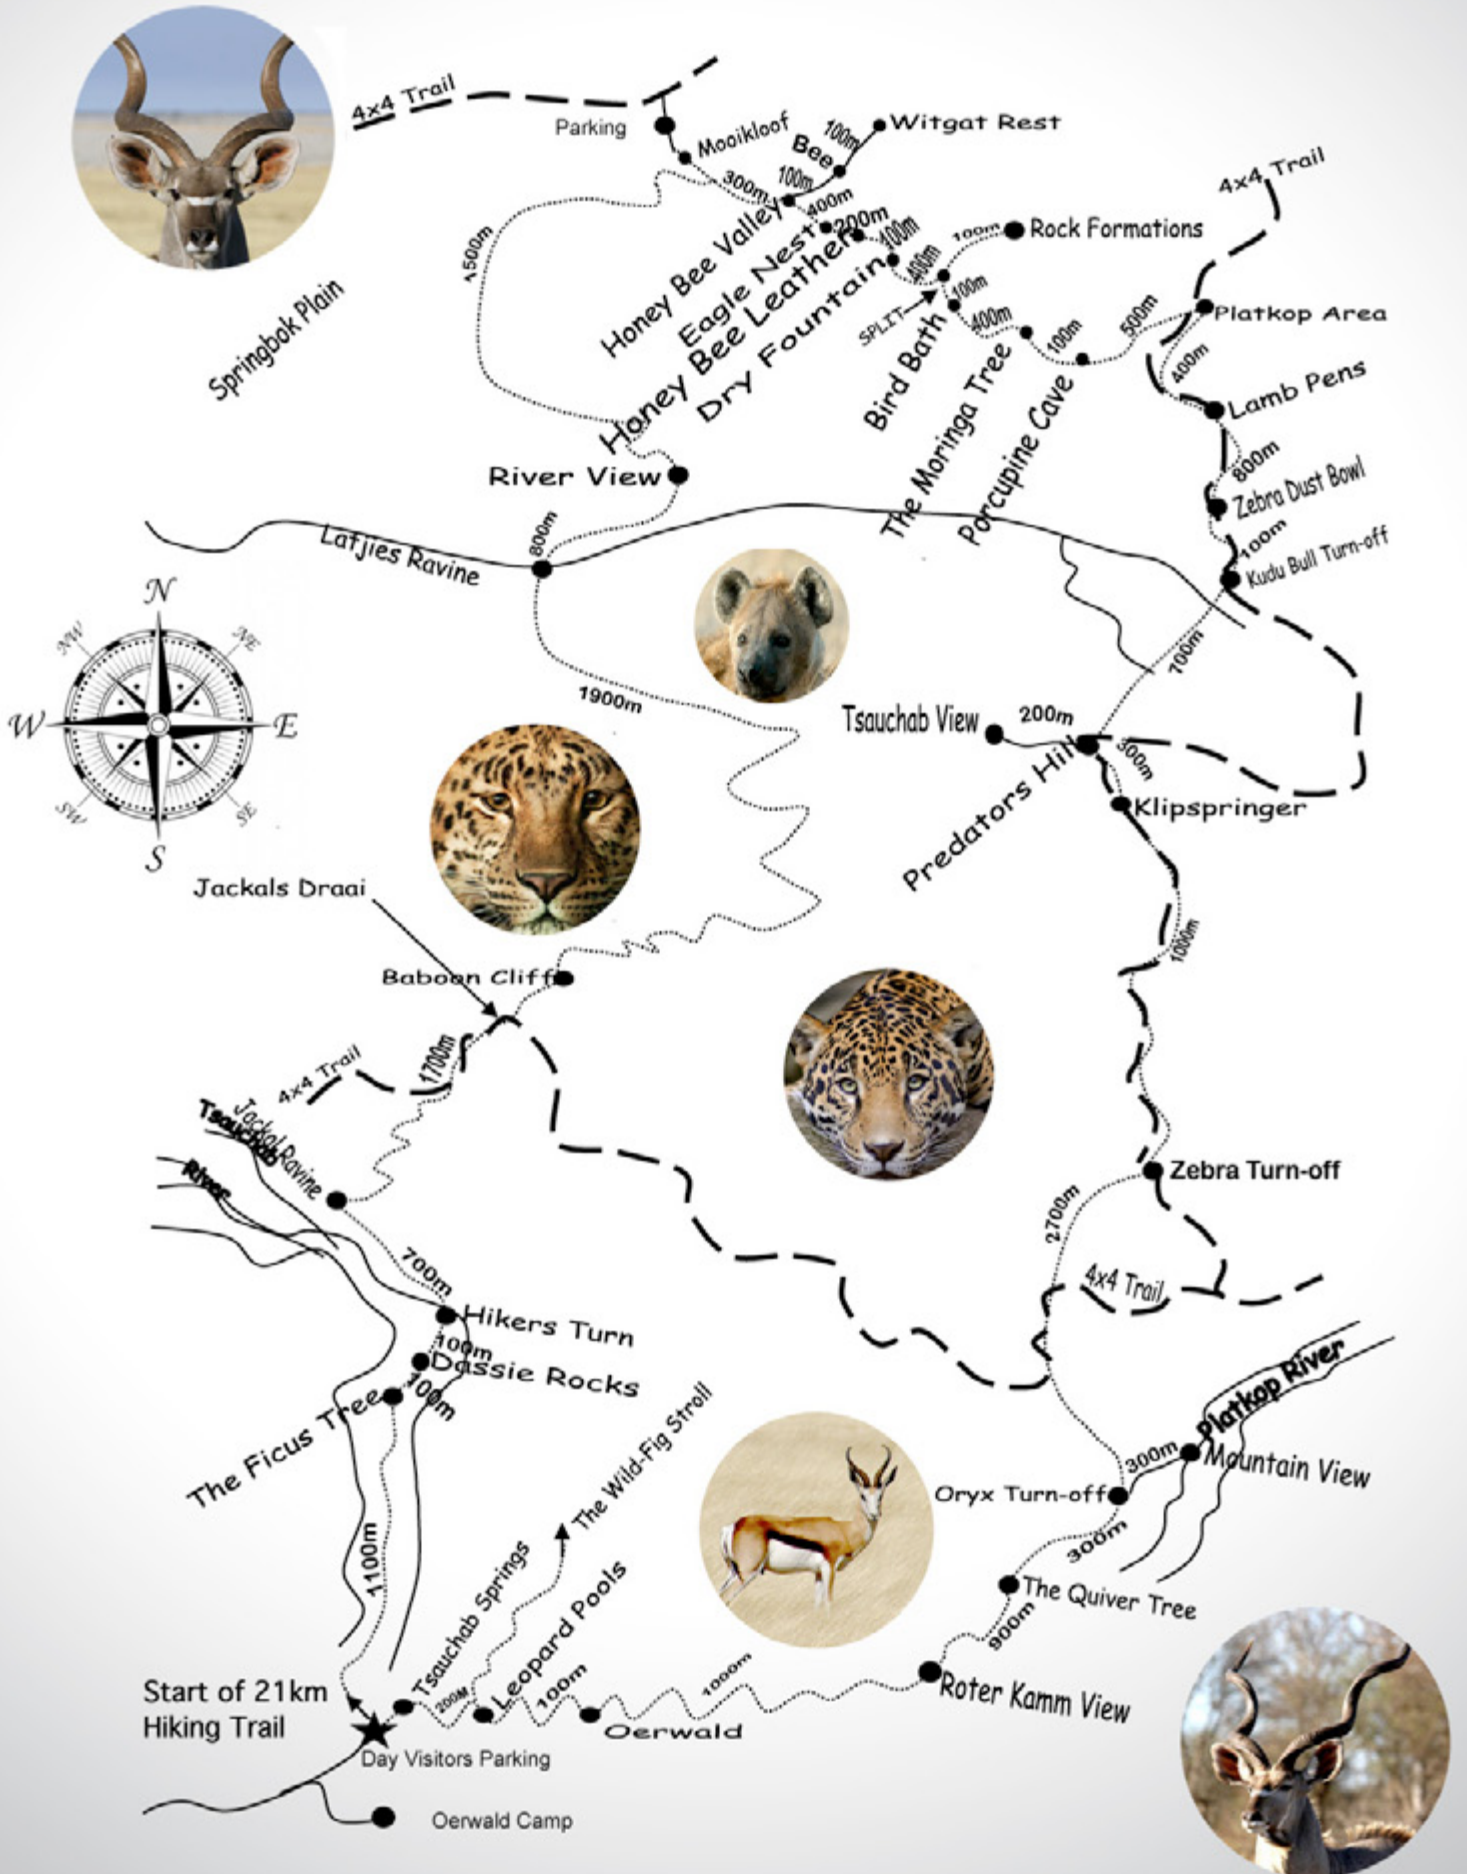 4x4 Trail
Parking
Mooikloof
Witgat Rest
100m
Bee
100m
300m
400m
200m
100m
Honey Bee Valley
Eagle Nest
Honey Bee Leather
Dry Fountain
400m
SPLIT
100m
Rock Formations
100m
Bird Bath
400m
The Moringa Tree
100m
Porcupine Cave
500m
4x4 Trail
Platkop Area
400m
Lamb Pens
800m
Zebra Dust Bowl
100m
Kudu Bull Turn-off
Springbok Plain
River View
800m
Latjies Ravine
N
NE
E
SE
S
SW
W
NW
1900m
700m
Tsauchab View
200m
Predators Hill
300m
Klipspringer
1000m
Jackals Draai
Baboon Cliff
1700m
4x4 Trail
Jackal Ravine
Tsauchab
River
700m
Hikers Turn
100m
Dassie Rocks
100m
The Ficus Tree
1100m
Zebra Turn-off
2700m
4x4 Trail
Platkop River
Mountain View
300m
Oryx Turn-off
300m
The Quiver Tree
900m
Roter Kamm View
1000m
Oerwald
100m
Leopard Pools
The Wild-Fig Stroll
200M
Tsauchab Springs
Start of 21km
Hiking Trail
Day Visitors Parking
Oerwald Camp